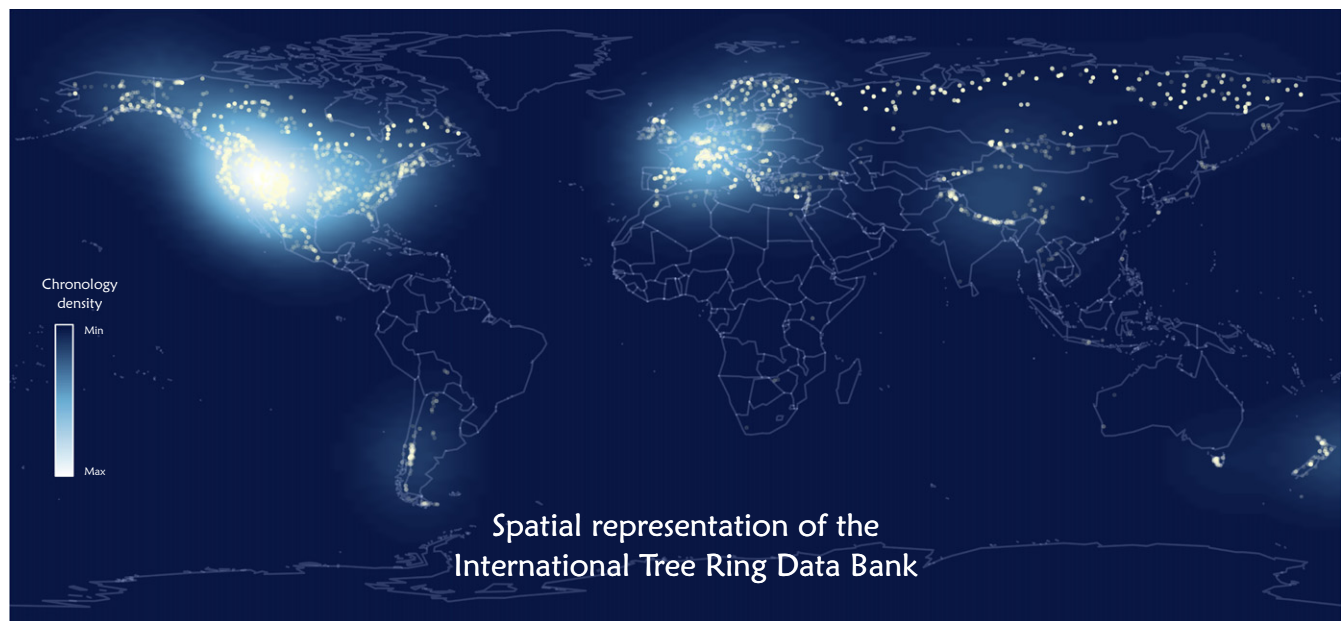 Chronology
density
Min
Max
Spatial representation of the
International Tree Ring Data Bank